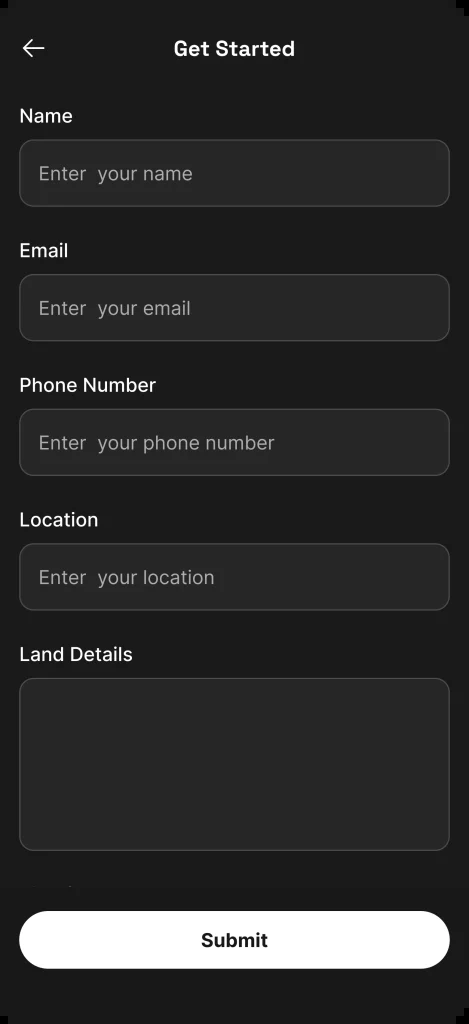 Get Started
Name
Enter  your name
Email
Enter  your email
Phone Number
Enter  your phone number
Location
Enter  your location
Land Details
Submit